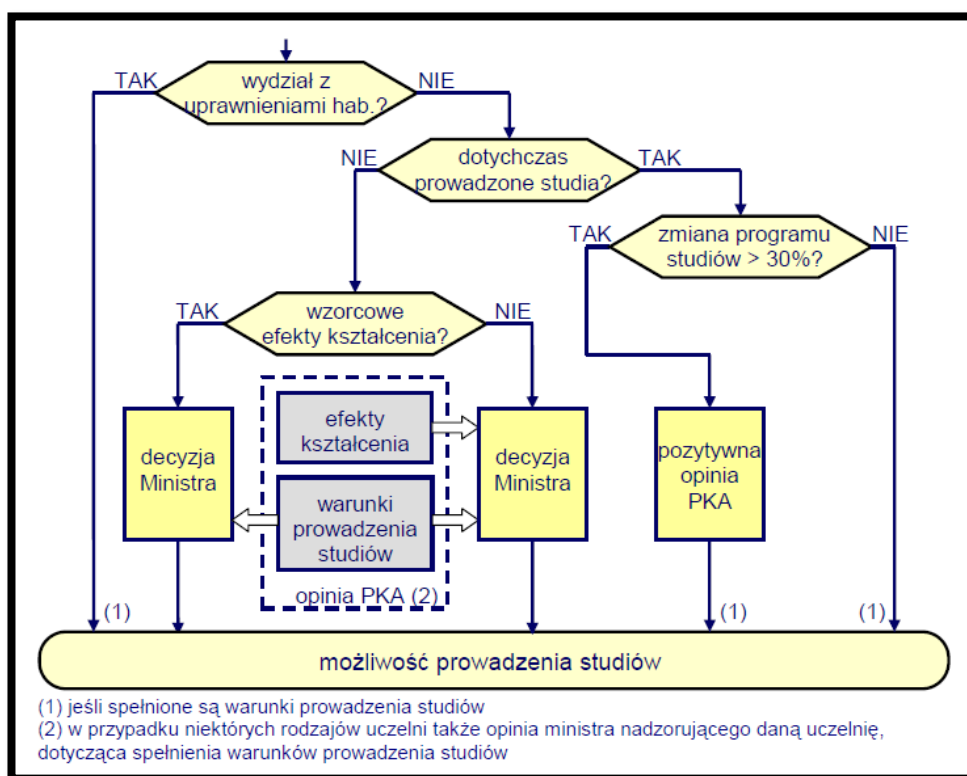 TAK
wydział z
uprawnieniami hab.?
NIE
NIE
dotychczas
prowadzone studia?
TAK
TAK
zmiana programu
studiów > 30%?
NIE
TAK
wzorcowe
efekty kształcenia?
NIE
decyzja
Ministra
efekty
kształcenia
warunki
prowadzenia
studiów
opinia PKA (2)
decyzja
Ministra
pozytywna
opinia
PKA
(1)
(1)
(1)
możliwość prowadzenia studiów
(1) jeśli spełnione są warunki prowadzenia studiów
(2) w przypadku niektórych rodzajów uczelni także opinia ministra nadzorującego daną uczelnię,
dotycząca spełnienia warunków prowadzenia studiów